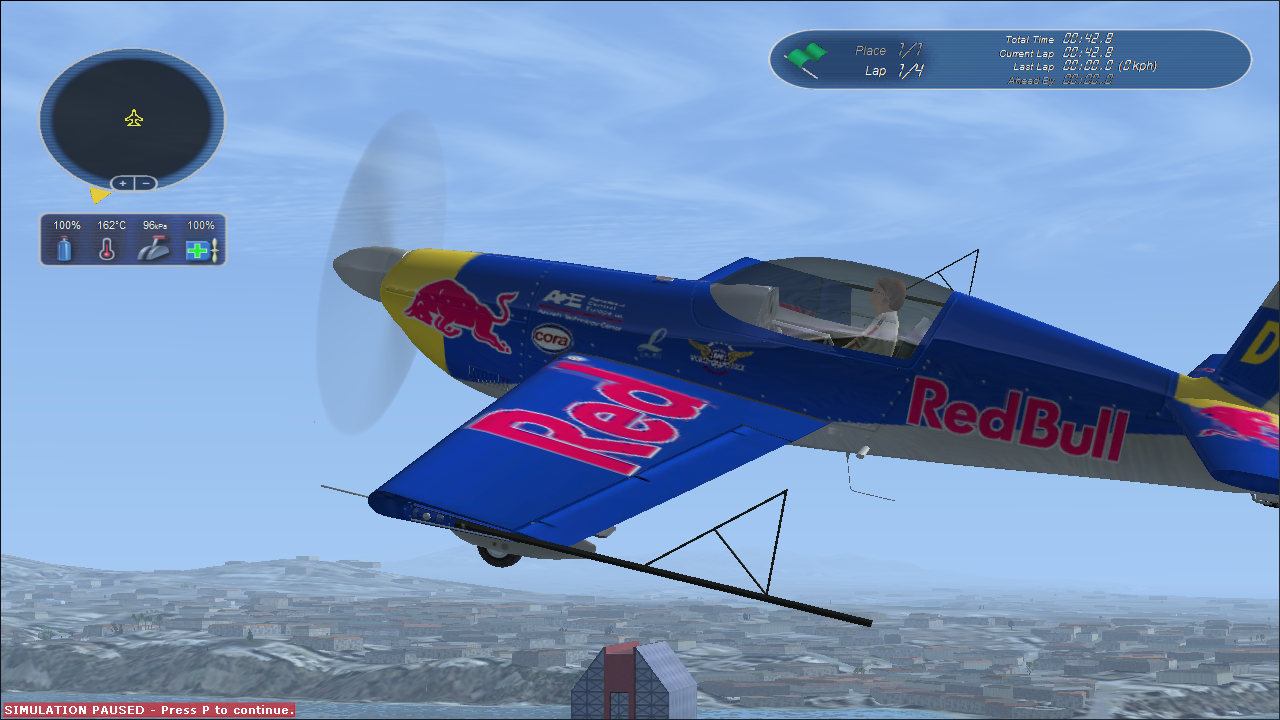 Place 1/1
Lap 1/4
Total Time 00:42.8
Current Lap 00:42.8
Last Lap 00:00.0 (0kph)
Ahead By 00:00.0
+ −
100% 162°C 96kPa 100%
cora
Red
RedBull
D
SIMULATION PAUSED - Press P to continue.